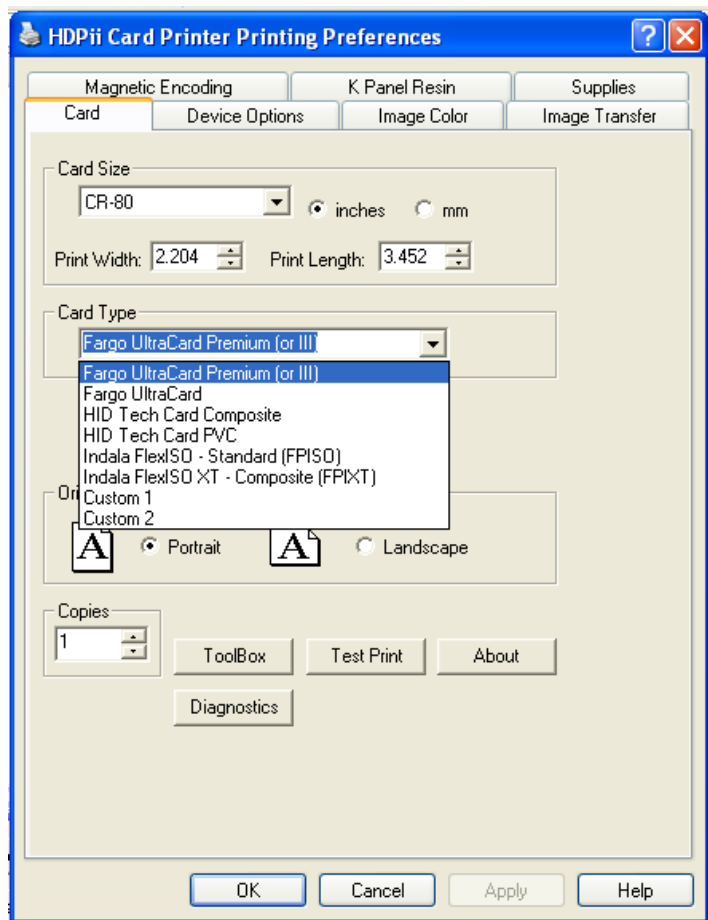 HDPii Card Printer Printing Preferences
Magnetic Encoding K Panel Resin Supplies
Card Device Options Image Color Image Transfer
Card Size
CR-80 inches mm
Print Width: 2.204 Print Length: 3.452
Card Type
Fargo UltraCard Premium (or III)
Fargo UltraCard Premium (or III)
Fargo UltraCard
HID Tech Card Composite
HID Tech Card PVC
Indala FlexISO - Standard (FPISO)
Indala FlexISO XT - Composite (FPIXT)
Custom 1
Custom 2
A Portrait A Landscape
Copies
1
ToolBox Test Print About
Diagnostics
OK Cancel Apply Help